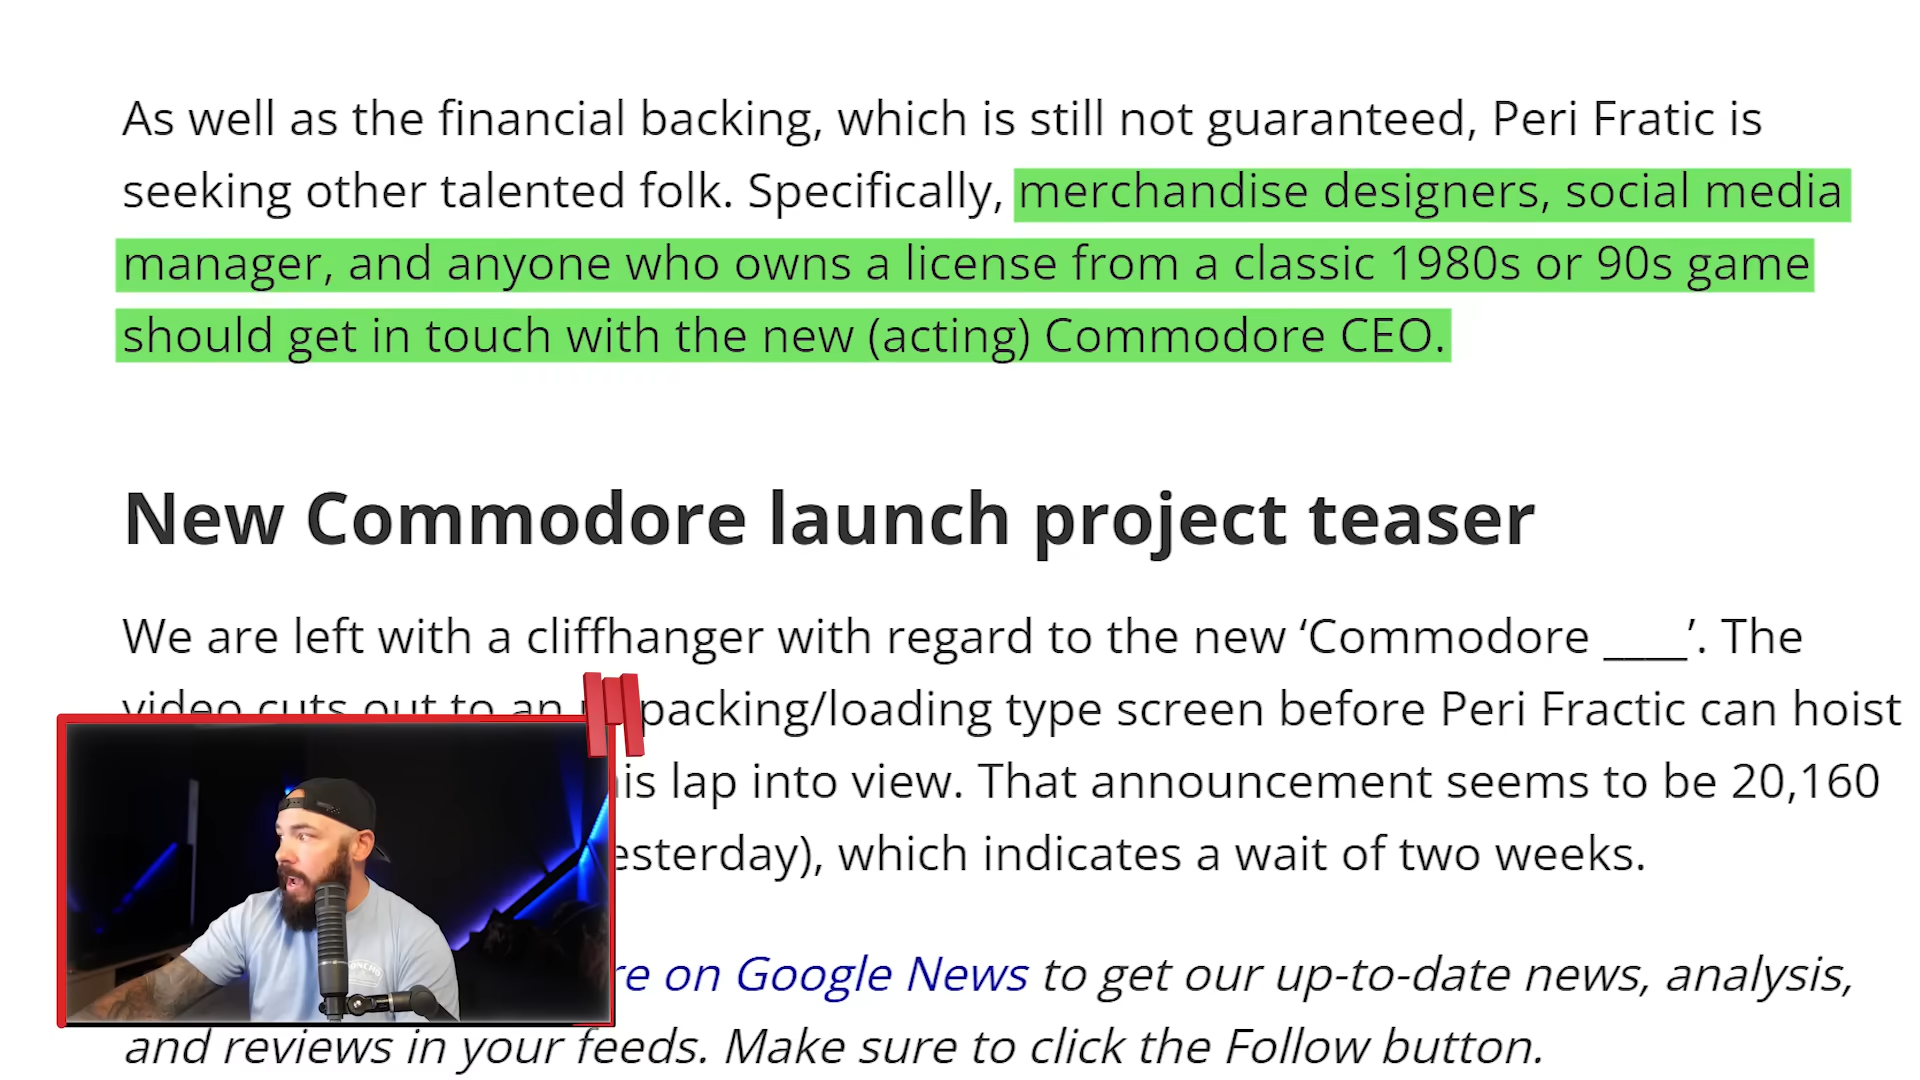 As well as the financial backing, which is still not guaranteed, Peri Fratic is
seeking other talented folk. Specifically, merchandise designers, social media
manager, and anyone who owns a license from a classic 1980s or 90s game
should get in touch with the new (acting) Commodore CEO.
New Commodore launch project teaser
We are left with a cliffhanger with regard to the new ‘Commodore ____’. The
video cuts out to an packing/loading type screen before Peri Fractic can hoist
lap into view. That announcement seems to be 20,160
which indicates a wait of two weeks.
on Google News to get our up-to-date news, analysis,
and reviews in your feeds. Make sure to click the Follow button.